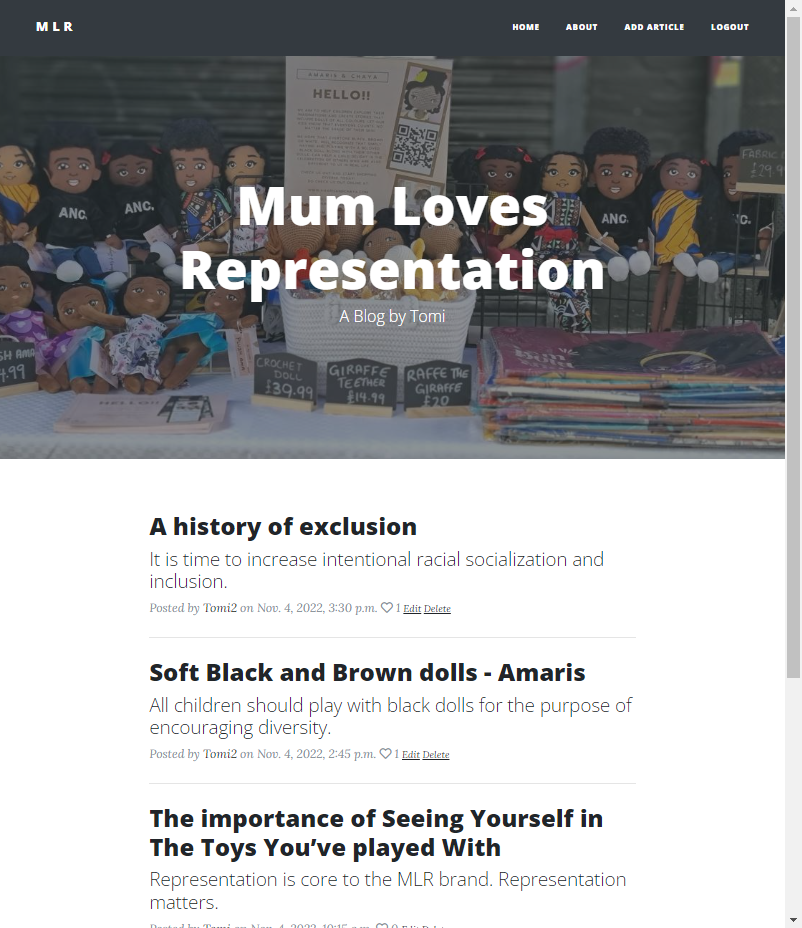 MLR
HOME ABOUT ADD ARTICLE LOGOUT
AMARIS & CHAYA
HELLO!!
FABRIC
£29.9
ANC.
ANC.
ANC.
Mum Loves
Representation
A Blog by Tomi
SH AMA
4.99
CROCHET
DOLL
£39.99
GIRAFFE
TEETHER
£14.99
RAFFE THE
GIRAFFE
£20
HELLO!!
A history of exclusion
It is time to increase intentional racial socialization and
inclusion.
Posted by Tomi2 on Nov. 4, 2022, 3:30 p.m. 1 Edit Delete
Soft Black and Brown dolls - Amaris
All children should play with black dolls for the purpose of
encouraging diversity.
Posted by Tomi2 on Nov. 4, 2022, 2:45 p.m. 1 Edit Delete
The importance of Seeing Yourself in
The Toys You’ve played With
Representation is core to the MLR brand. Representation
matters.
Posted by Tomi on Nov. 4, 2022, 10:15 a.m. 0 Edit Delete